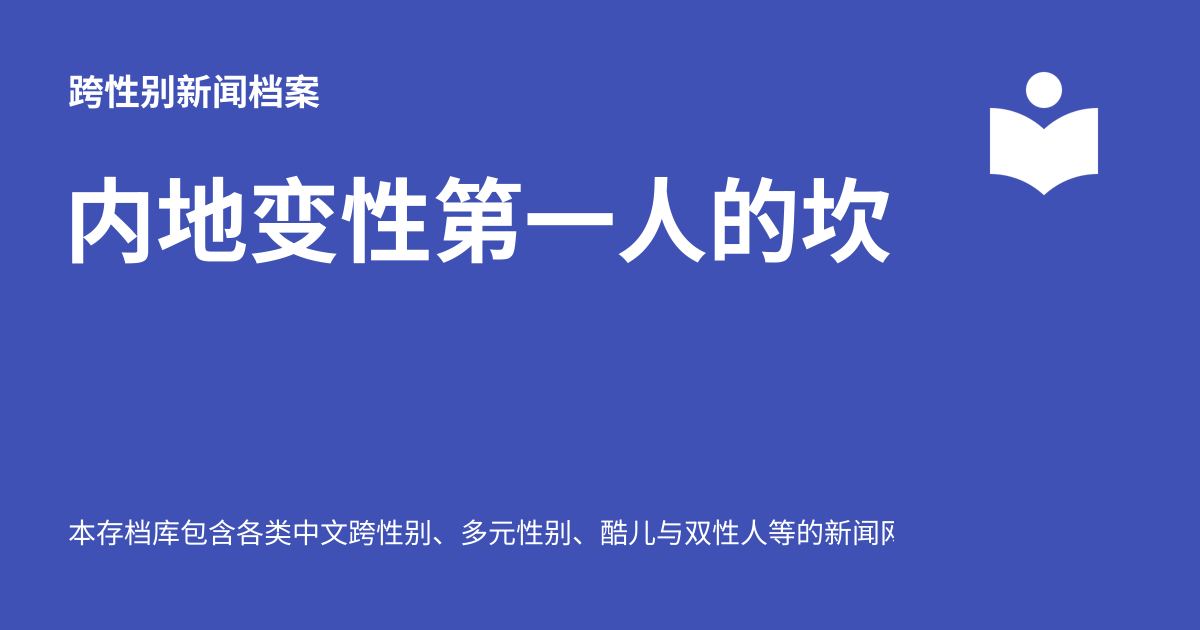 跨性别新闻档案
内地变性第一人的坎
本存档库包含各类中文跨性别、多元性别、酷儿与双性人等的新闻